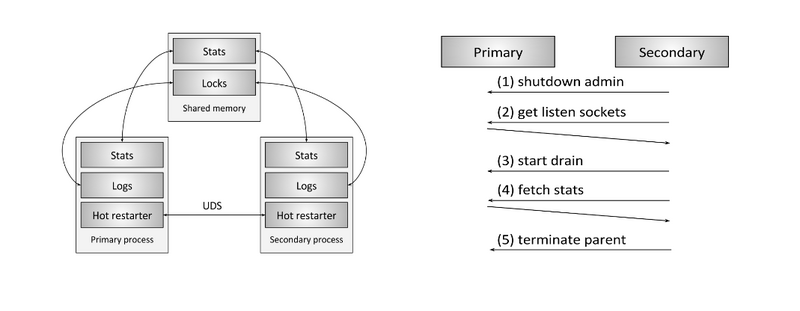 Stats
Locks
Shared memory
Stats
Logs
Hot restarter
Primary process
UDS
Stats
Logs
Hot restarter
Secondary process
Primary
Secondary
(1) shutdown admin
(2) get listen sockets
(3) start drain
(4) fetch stats
(5) terminate parent